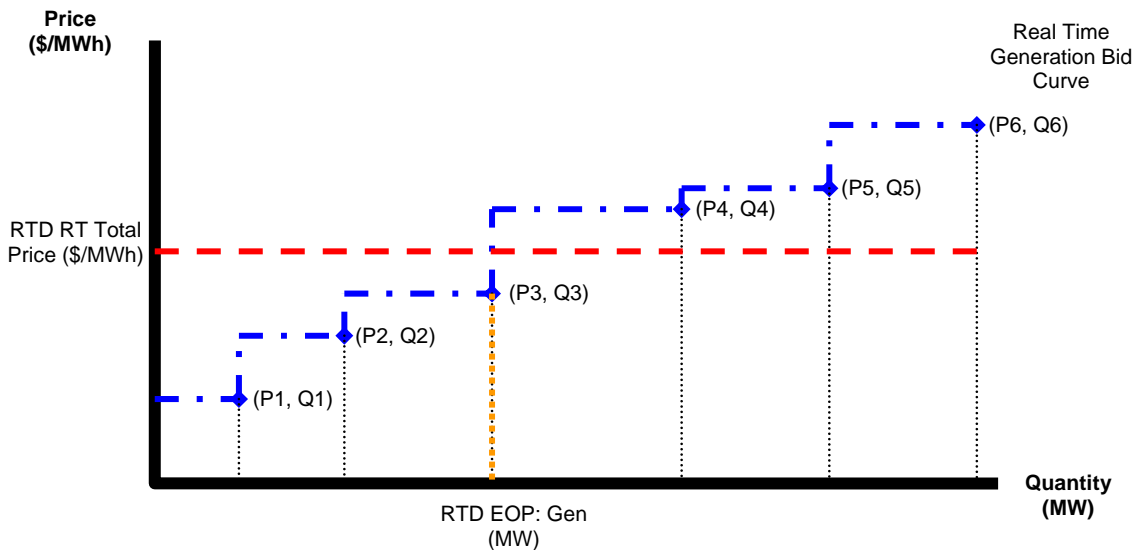 Price
($/MWh)
Real Time
Generation Bid
Curve
(P6, Q6)
(P5, Q5)
(P4, Q4)
RTD RT Total
Price ($/MWh)
(P3, Q3)
(P2, Q2)
(P1, Q1)
Quantity
(MW)
RTD EOP: Gen
(MW)